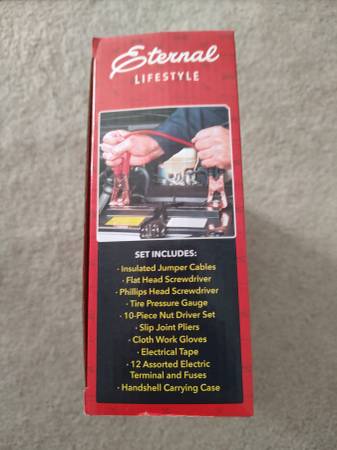 Eternal
LIFESTYLE
SET INCLUDES:
· Insulated Jumper Cables
· Flat Head Screwdriver
· Phillips Head Screwdriver
· Tire Pressure Gauge
· 10-Piece Nut Driver Set
· Slip Joint Pliers
· Cloth Work Gloves
· Electrical Tape
· 12 Assorted Electric
Terminal and Fuses
· Handshell Carrying Case